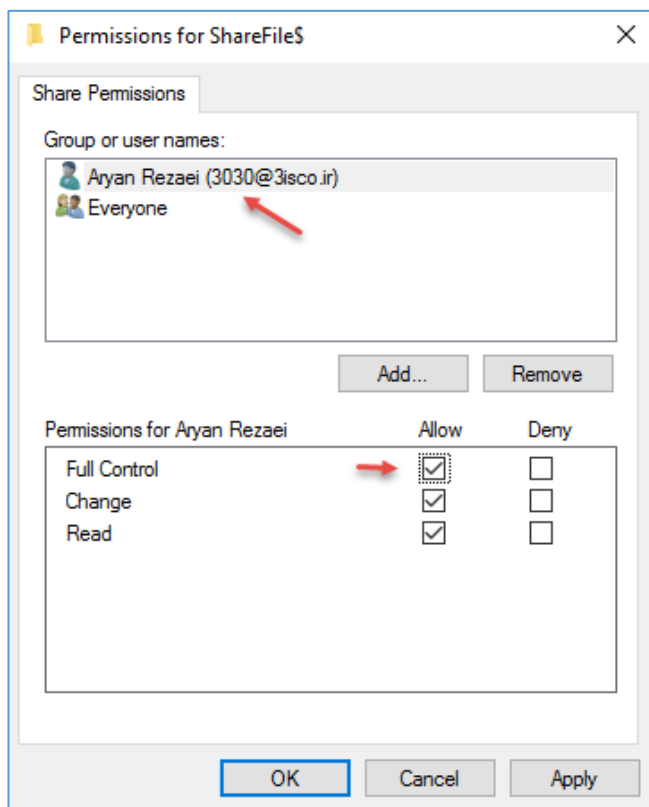 Permissions for ShareFile$
Share Permissions
Group or user names:
Aryan Rezaei (3030@3isco.ir)
Everyone
Add... Remove
Permissions for Aryan Rezaei Allow Deny
Full Control
Change
Read
OK Cancel Apply